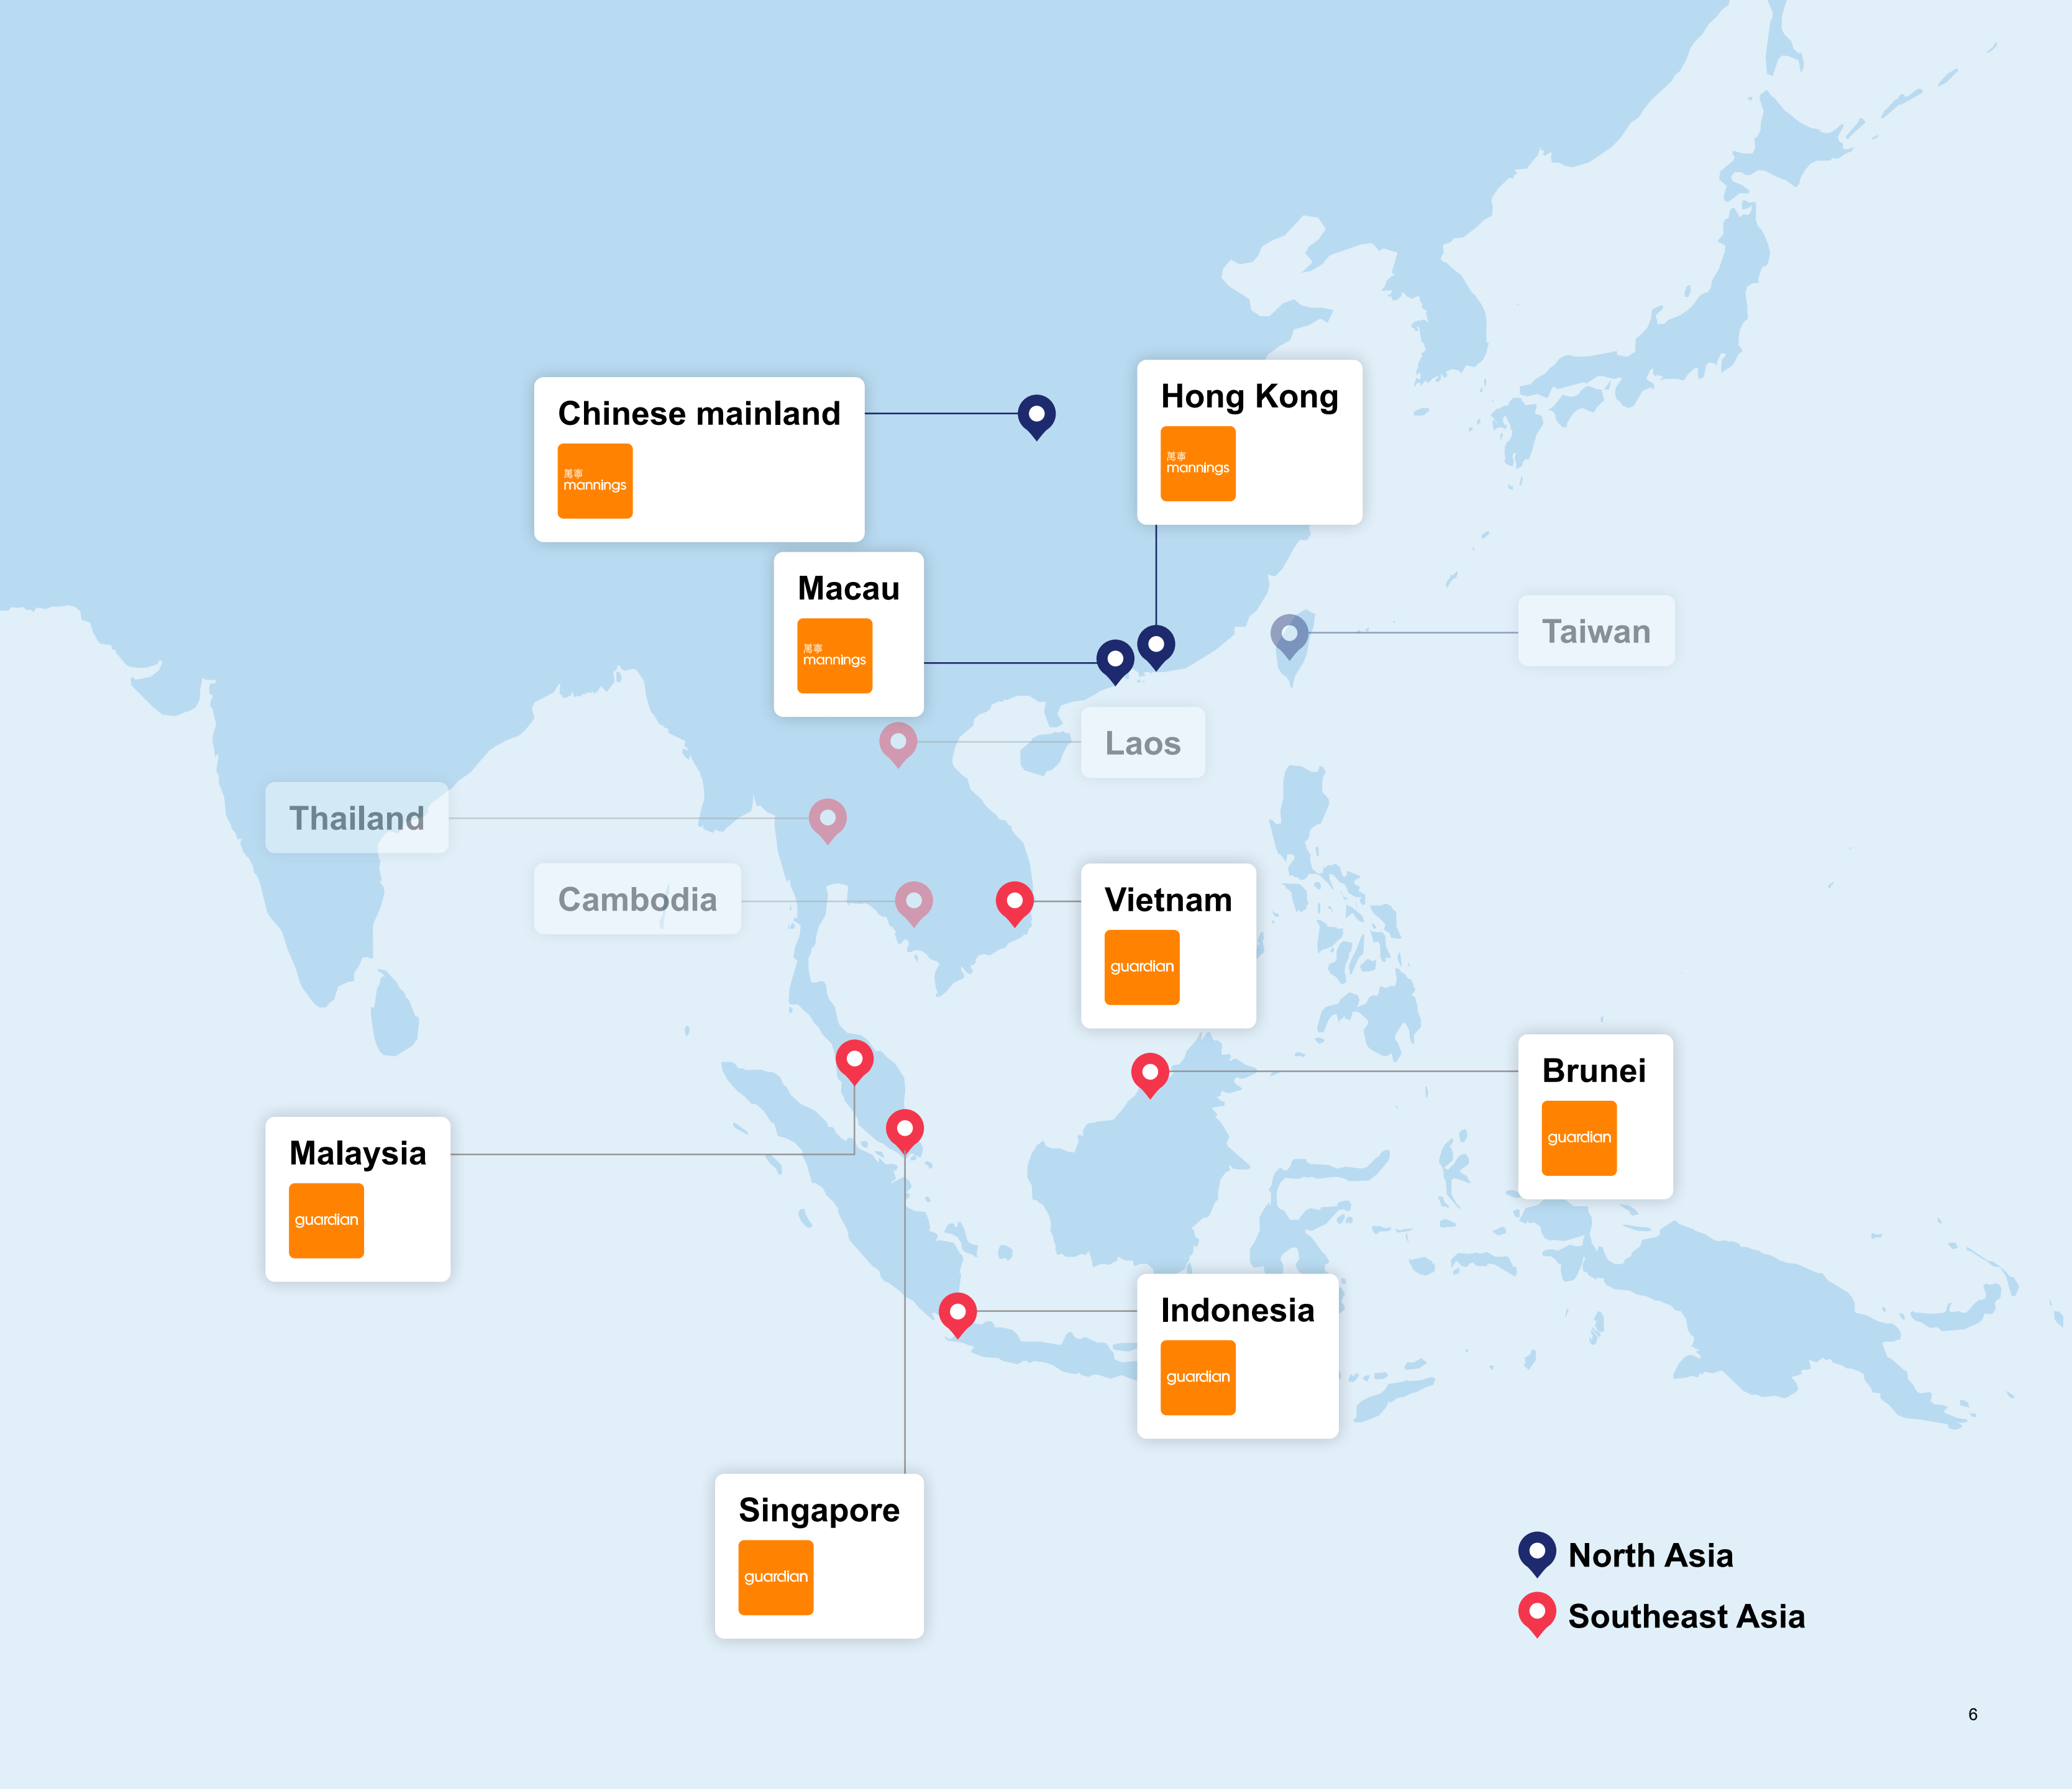 Chinese mainland
萬寧
mannings
Hong Kong
萬寧
mannings
Macau
萬寧
mannings
Taiwan
Laos
Thailand
Cambodia
Vietnam
guardian
Brunei
guardian
Malaysia
guardian
Indonesia
guardian
Singapore
guardian
North Asia
Southeast Asia
6